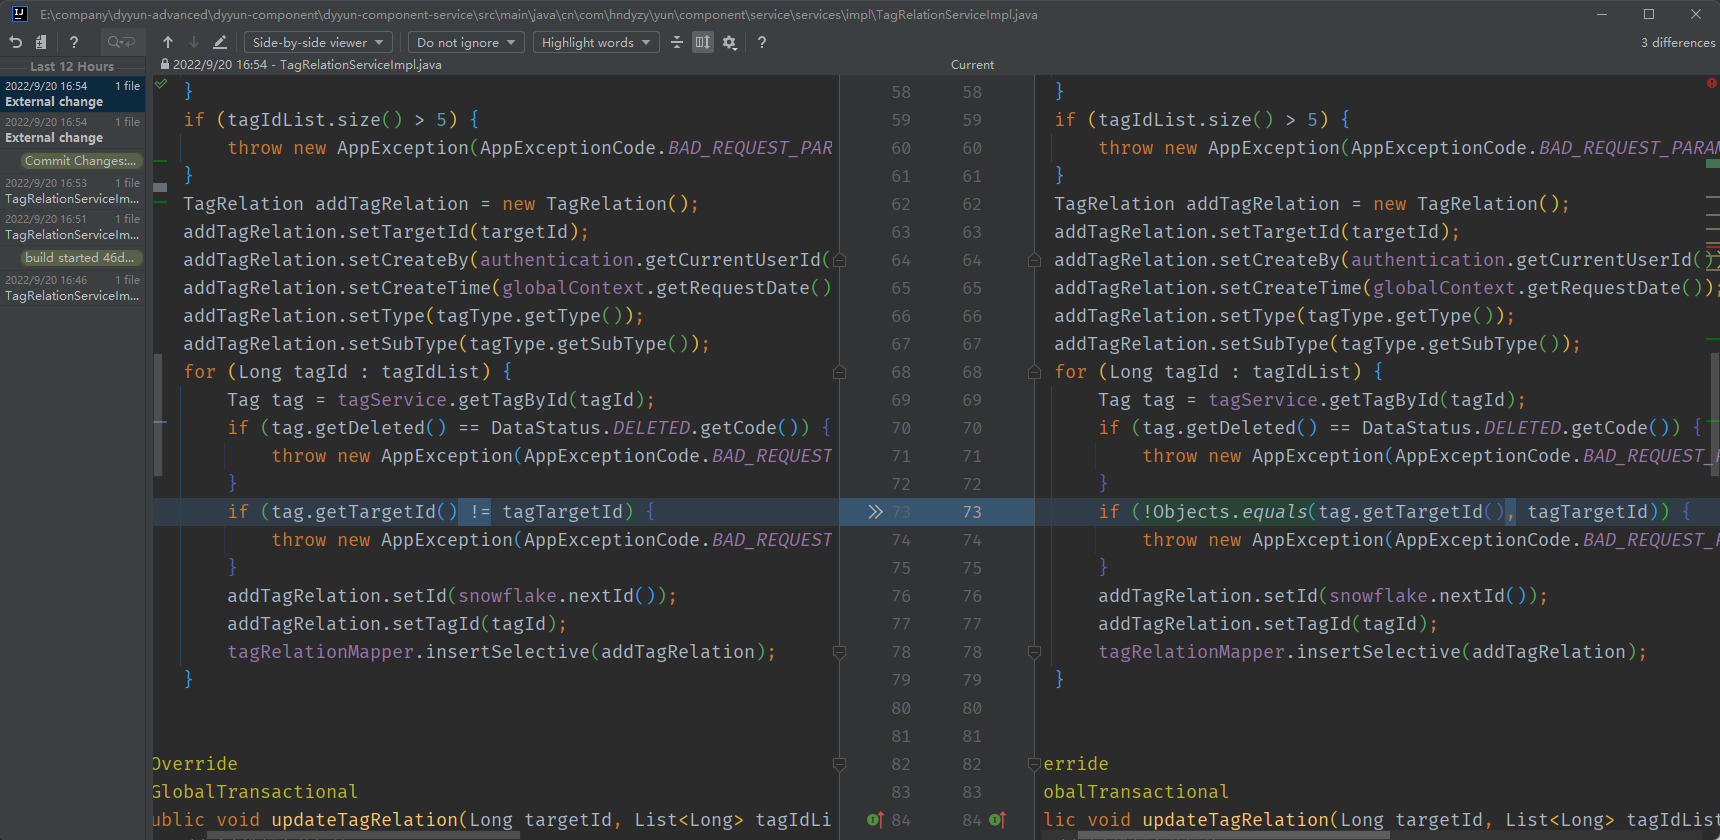 E:\company\dyyun-advanced\dyyun-component\dyyun-component-service\src\main\java\cn\com\hndyzy\yun\component\service\services\impl\TagRelationServiceImpl.java
Side-by-side viewer Do not ignore Highlight words ? 3 differences
Last 12 Hours
2022/9/20 16:54 - TagRelationServiceImpl.java Current
2022/9/20 16:54 1 file
External change
2022/9/20 16:54 1 file
External change
Commit Changes:...
2022/9/20 16:53 1 file
TagRelationServiceIm...
2022/9/20 16:51 1 file
TagRelationServiceIm...
build started 46d...
2022/9/20 16:46 1 file
TagRelationServiceIm...
} 58 58 }
if (tagIdList.size() > 5) { 59 59 if (tagIdList.size() > 5) {
throw new AppException(AppExceptionCode.BAD_REQUEST_PAR 60 60 throw new AppException(AppExceptionCode.BAD_REQUEST_PARAM
} 61 61 }
TagRelation addTagRelation = new TagRelation(); 62 62 TagRelation addTagRelation = new TagRelation();
addTagRelation.setTargetId(targetId); 63 63 addTagRelation.setTargetId(targetId);
addTagRelation.setCreateBy(authentication.getCurrentUserId( 64 64 addTagRelation.setCreateBy(authentication.getCurrentUserId())
addTagRelation.setCreateTime(globalContext.getRequestDate() 65 65 addTagRelation.setCreateTime(globalContext.getRequestDate());
addTagRelation.setType(tagType.getType()); 66 66 addTagRelation.setType(tagType.getType());
addTagRelation.setSubType(tagType.getSubType()); 67 67 addTagRelation.setSubType(tagType.getSubType());
for (Long tagId : tagIdList) { 68 68 for (Long tagId : tagIdList) {
Tag tag = tagService.getTagById(tagId); 69 69 Tag tag = tagService.getTagById(tagId);
if (tag.getDeleted() == DataStatus.DELETED.getCode()) { 70 70 if (tag.getDeleted() == DataStatus.DELETED.getCode()) {
throw new AppException(AppExceptionCode.BAD_REQUEST 71 71 throw new AppException(AppExceptionCode.BAD_REQUEST_P
} 72 72 }
if (tag.getTargetId() != tagTargetId) { 73 73 if (!Objects.equals(tag.getTargetId(), tagTargetId)) {
throw new AppException(AppExceptionCode.BAD_REQUEST 74 74 throw new AppException(AppExceptionCode.BAD_REQUEST_P
} 75 75 }
addTagRelation.setId(snowflake.nextId()); 76 76 addTagRelation.setId(snowflake.nextId());
addTagRelation.setTagId(tagId); 77 77 addTagRelation.setTagId(tagId);
tagRelationMapper.insertSelective(addTagRelation); 78 78 tagRelationMapper.insertSelective(addTagRelation);
} 79 79 }
80 80
81 81
Override 82 82 erride
GlobalTransactional 83 83 obalTransactional
ublic void updateTagRelation(Long targetId, List<Long> tagIdLi 84 84 lic void updateTagRelation(Long targetId, List<Long> tagIdList